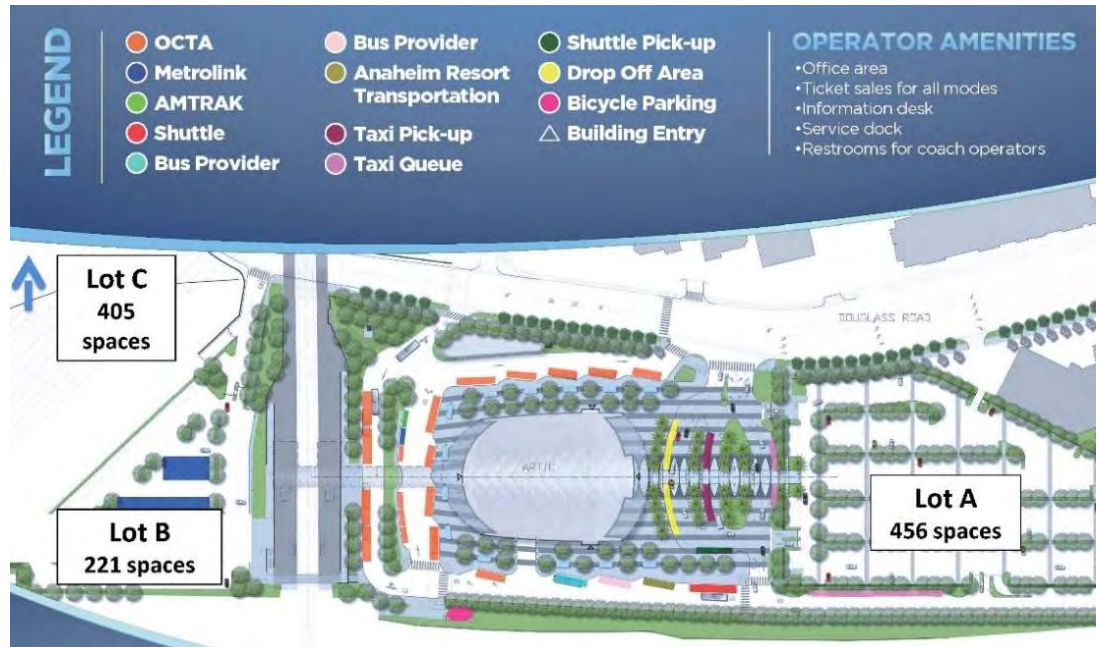 LEGEND
OCTA
Metrolink
AMTRAK
Shuttle
Bus Provider
Bus Provider
Anaheim Resort
Transportation
Taxi Pick-up
Taxi Queue
Shuttle Pick-up
Drop Off Area
Bicycle Parking
Building Entry
OPERATOR AMENITIES
•Office area
•Ticket sales for all modes
•Information desk
•Service dock
•Restrooms for coach operators
Lot C
405
spaces
DOUGLASS ROAD
ARTIC
Lot B
221 spaces
Lot A
456 spaces